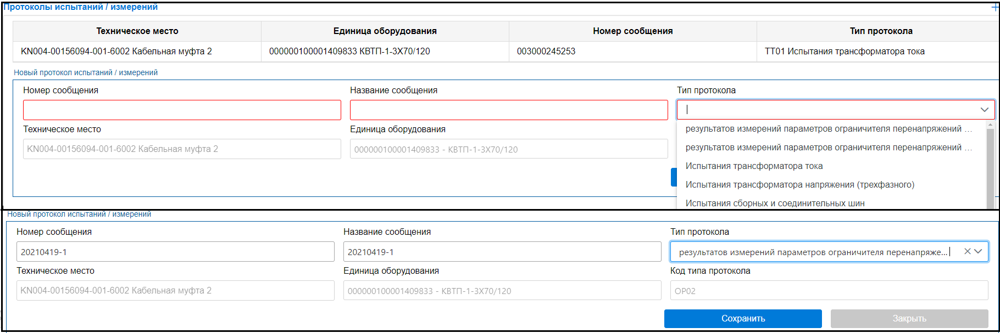 Протоколы испытаний / измерений
Техническое место Единица оборудования Номер сообщения Тип протокола
KN004-00156094-001-6002 Кабельная муфта 2 000000100001409833 КВТП-1-3Х70/120 003000245253 ТТ01 Испытания трансформатора тока
Новый протокол испытаний / измерений
Номер сообщения Название сообщения Тип протокола
Техническое место Единица оборудования
результатов измерений параметров ограничителя перенапряжений ...
KN004-00156094-001-6002 Кабельная муфта 2 000000100001409833 - КВТП-1-3Х70/120
результатов измерений параметров ограничителя перенапряжений ...
Испытания трансформатора тока
Испытания трансформатора напряжения (трехфазного)
Испытания сборных и соединительных шин
Новый протокол испытаний / измерений
Номер сообщения Название сообщения Тип протокола
20210419-1 20210419-1 результатов измерений параметров ограничителя перенапряже...
Техническое место Единица оборудования Код типа протокола
KN004-00156094-001-6002 Кабельная муфта 2 000000100001409833 - КВТП-1-3Х70/120 ОР02
Сохранить Закрыть